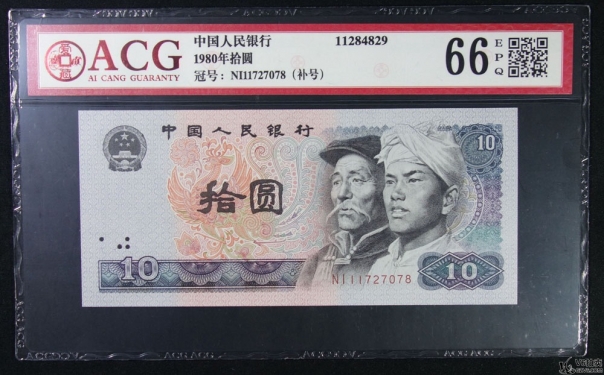 ACG
AI CANG GUARANTY
中国人民银行
11284829
1980年拾圆
冠号：NI11727078（补号）
66
EPQ
中国人民银行
10
拾圆
10
NI11727078
10